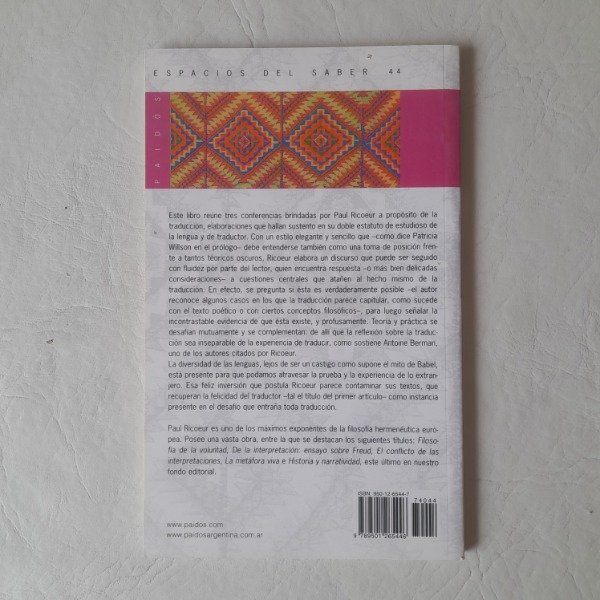 ESPACIOS DEL SABER 44
PAIDÓS
Este libro reúne tres conferencias brindadas por Paul Ricoeur a propósito de la
traducción, elaboraciones que hallan sustento en su doble estatuto de estudioso de
la lengua y de traductor. Con un estilo elegante y sencillo que –como dice Patricia
Willson en el prólogo– debe entenderse también como una toma de posición fren-
te a tantos teóricos oscuros, Ricoeur elabora un discurso que puede ser seguido
con fluidez por parte del lector, quien encuentra respuesta –o más bien delicadas
consideraciones– a cuestiones centrales que atañen al hecho mismo de la
traducción. En efecto, se pregunta si ésta es verdaderamente posible –el autor
reconoce algunos casos en los que la traducción parece capitular, como sucede
con el texto poético o con ciertos conceptos filosóficos–, para luego señalar la
incontrastable evidencia de que ésta existe, y profusamente. Teoría y práctica se
desafían mutuamente y se complementan: de allí que la reflexión sobre la traduc-
ción sea inseparable de la experiencia de traducir, como sostiene Antoine Berman,
uno de los autores citados por Ricoeur.
La diversidad de las lenguas, lejos de ser un castigo como supone el mito de Babel,
está presente para que podamos atravesar la prueba y la experiencia de lo extran-
jero. Esa feliz inversión que postula Ricoeur parece contaminar sus textos, que
recuperan la felicidad del traductor –tal el título del primer artículo– como instancia
presente en el desafío que entraña toda traducción.
Paul Ricoeur es uno de los máximos exponentes de la filosofía hermenéutica euro-
pea. Posee una vasta obra, entre la que se destacan los siguientes títulos: Filoso-
fía de la voluntad, De la interpretación: ensayo sobre Freud, El conflicto de las
interpretaciones, La metáfora viva e Historia y narratividad, este último en nuestro
fondo editorial.
ISBN: 950-12-6544-7
74044
9 789501 265446
www.paidos.com
www.paidosargentina.com.ar